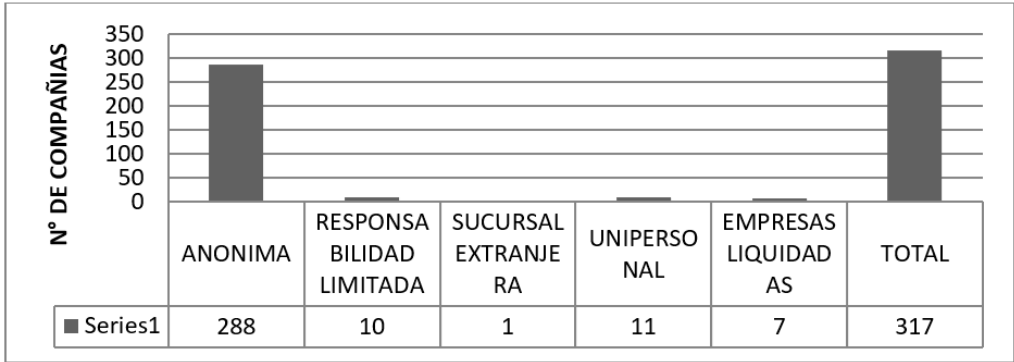 N° DE COMPAÑIAS
350
300
250
200
150
100
50
0
ANONIMA
RESPONSA
BILIDAD
LIMITADA
SUCURSAL
EXTRANJE
RA
UNIPERSO
NAL
EMPRESAS
LIQUIDAD
AS
TOTAL
Series1 288 10 1 11 7 317